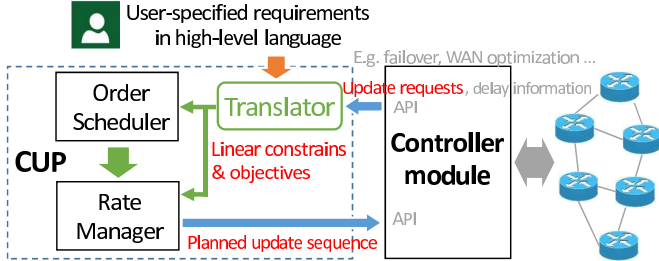 User-specified requirements
in high-level language
E.g. failover, WAN optimization ...
Update requests, delay information
Order
Scheduler
Translator
API
Linear constrains
& objectives
Controller
module
CUP
Rate
Manager
API
Planned update sequence